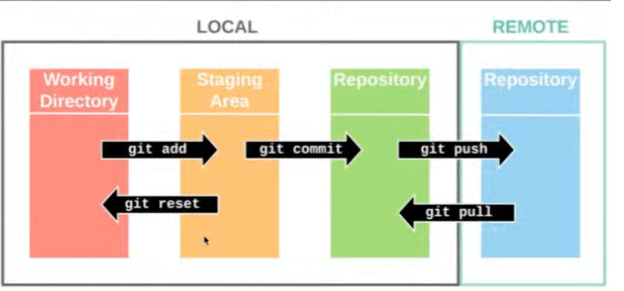 LOCAL
REMOTE
Working
Directory
Staging
Area
Repository
Repository
git add
git commit
git push
git reset
git pull